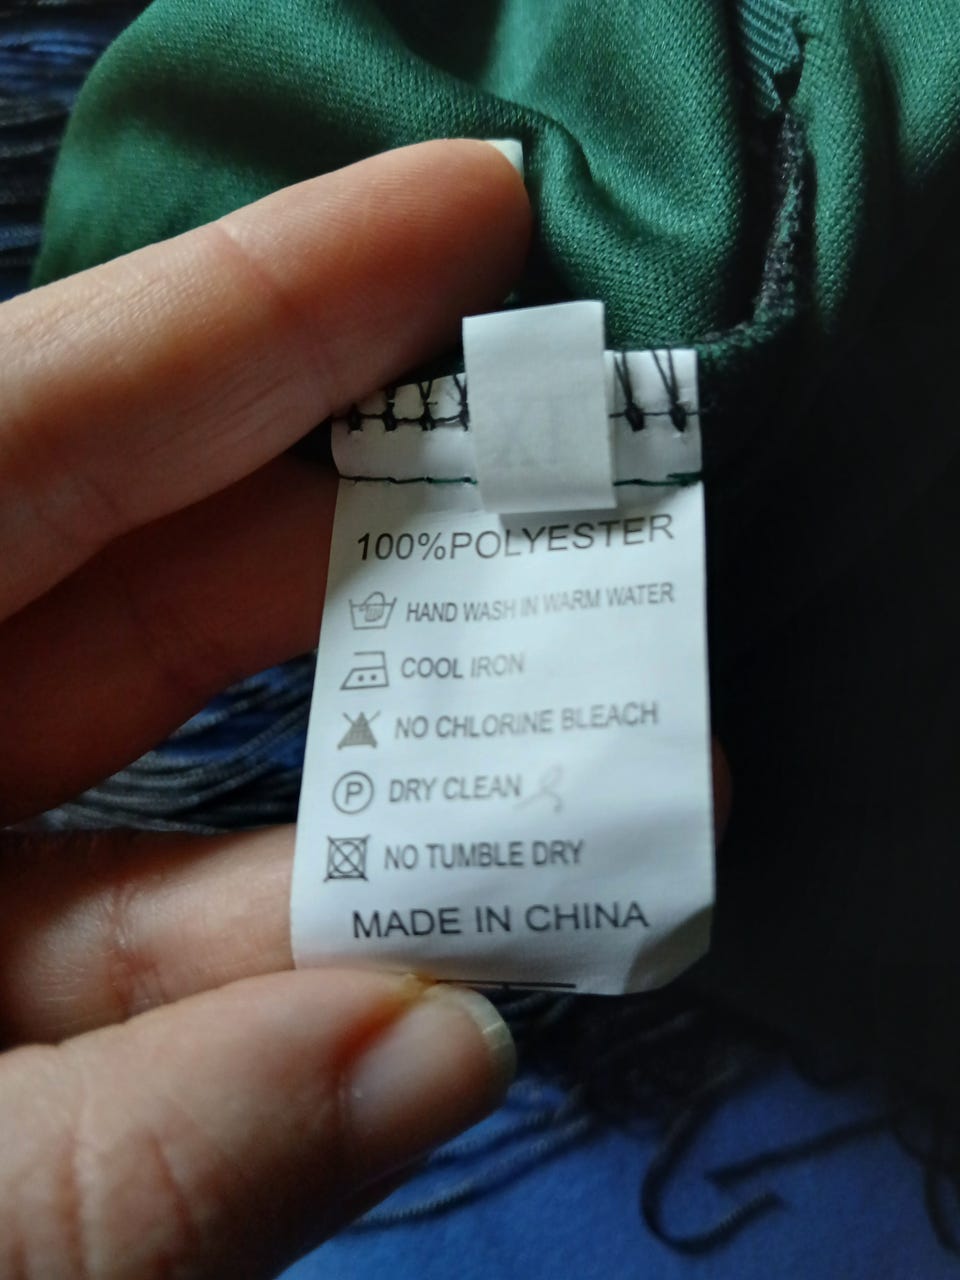 100%POLYESTER
HAND WASH IN WARM WATER
COOL IRON
NO CHLORINE BLEACH
P DRY CLEAN
NO TUMBLE DRY
MADE IN CHINA